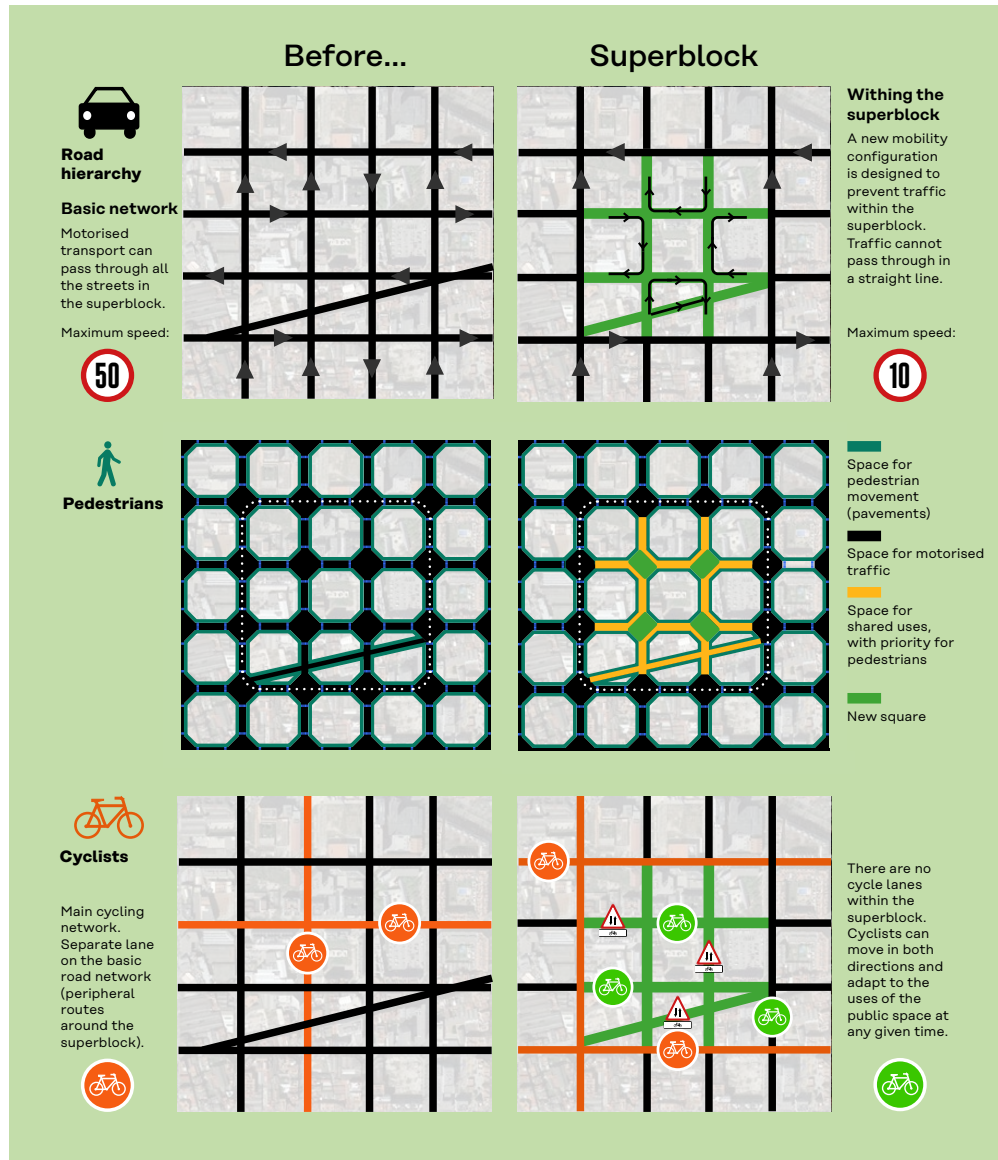 Before...
Superblock
Road
hierarchy
Basic network
Motorised
transport can
pass through all
the streets in
the superblock.
Maximum speed:
50
Withing the
superblock
A new mobility
configuration
is designed to
prevent traffic
within the
superblock.
Traffic cannot
pass through in
a straight line.
Maximum speed:
10
Pedestrians
Space for
pedestrian
movement
(pavements)
Space for motorised
traffic
Space for
shared uses,
with priority for
pedestrians
New square
Cyclists
Main cycling
network.
Separate lane
on the basic
road network
(peripheral
routes
around the
superblock).
There are no
cycle lanes
within the
superblock.
Cyclists can
move in both
directions and
adapt to the
uses of the
public space at
any given time.